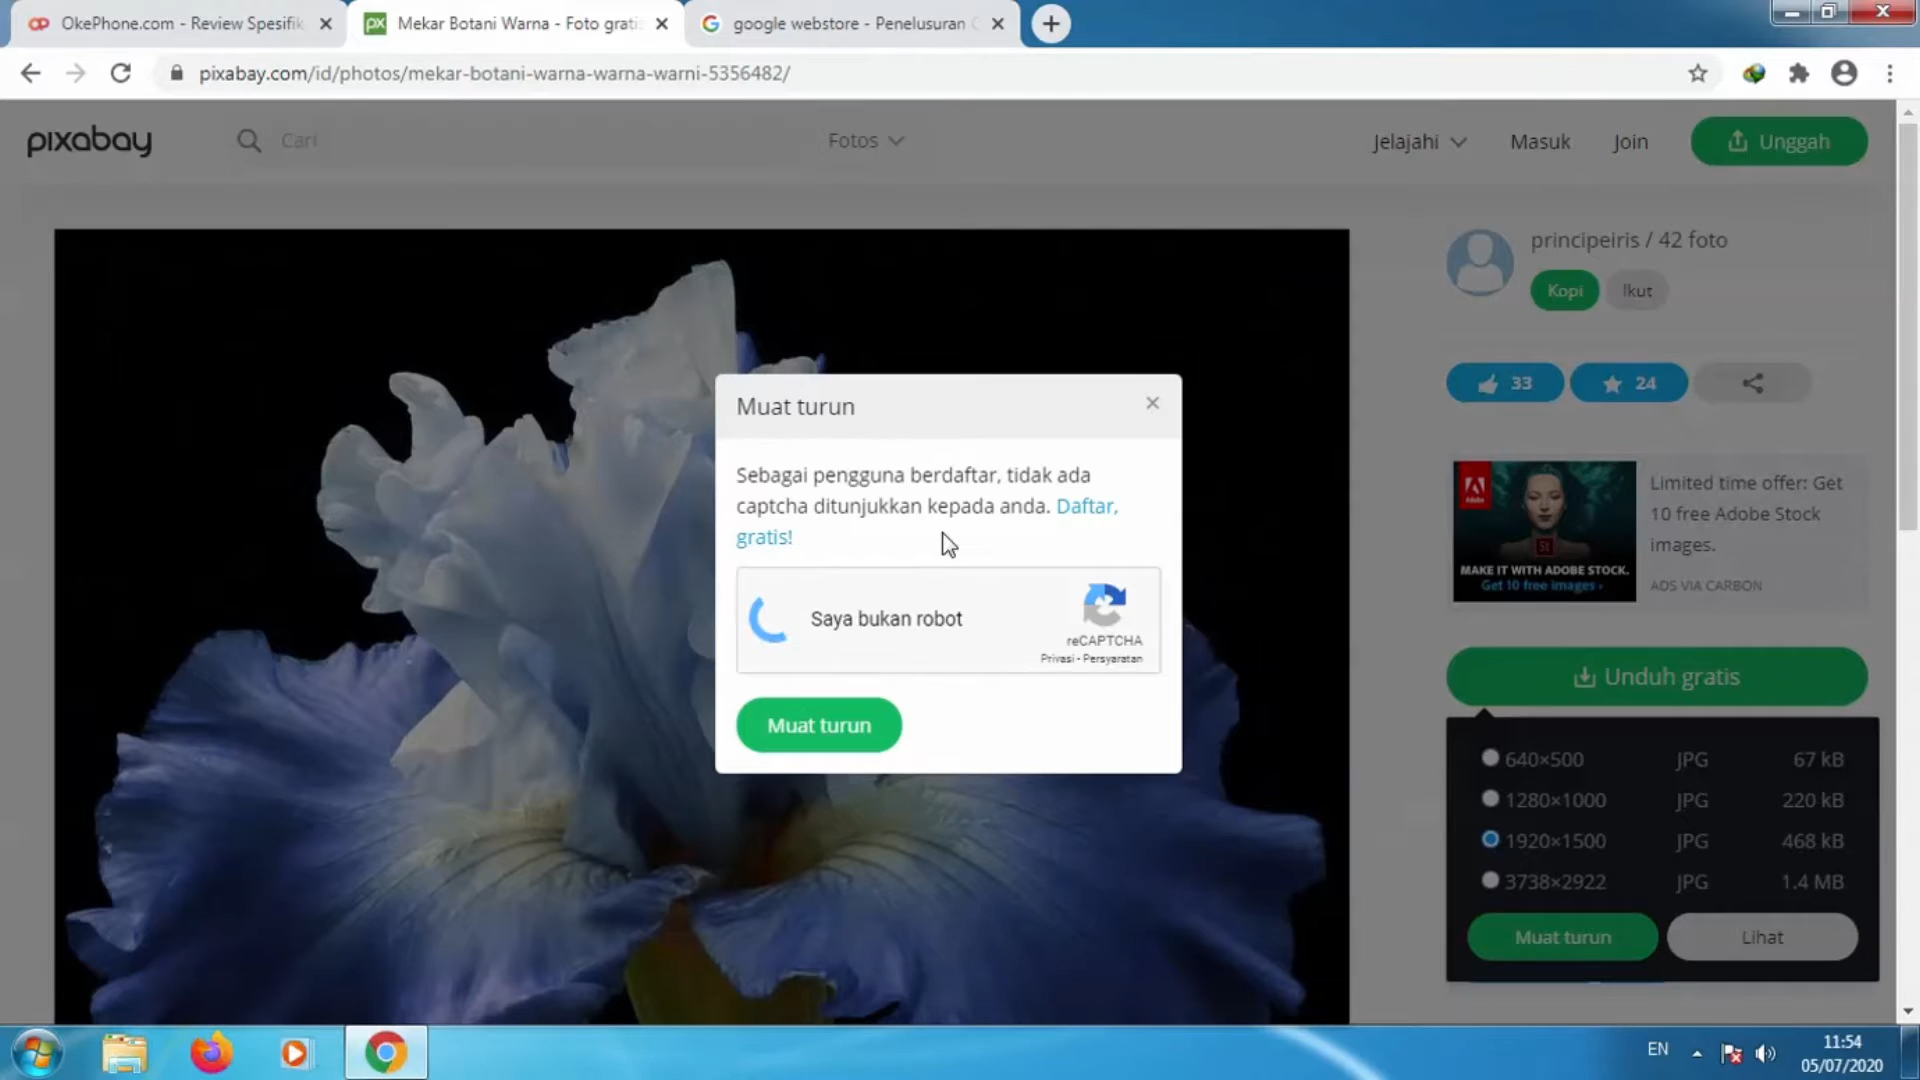 OkePhone.com - Review Spesifik
Mekar Botani Warna - Foto grati
google webstore - Penelusuran
pixabay.com/id/photos/mekar-botani-warna-warna-warni-5356482/
pixabay
Cari
Fotos
Jelajahi
Masuk
Join
Unggah
principeiris / 42 foto
Kopi
Ikut
33
24
Muat turun
Sebagai pengguna berdaftar, tidak ada
captcha ditunjukkan kepada anda. Daftar,
gratis!
Saya bukan robot
reCAPTCHA
Privasi - Persyaratan
Muat turun
MAKE IT WITH ADOBE STOCK.
Get 10 free images ›
Limited time offer: Get
10 free Adobe Stock
images.
ADS VIA CARBON
Unduh gratis
640×500 JPG 67 kB
1280×1000 JPG 220 kB
1920×1500 JPG 468 kB
3738×2922 JPG 1.4 MB
Muat turun
Lihat
EN
11:54
05/07/2020